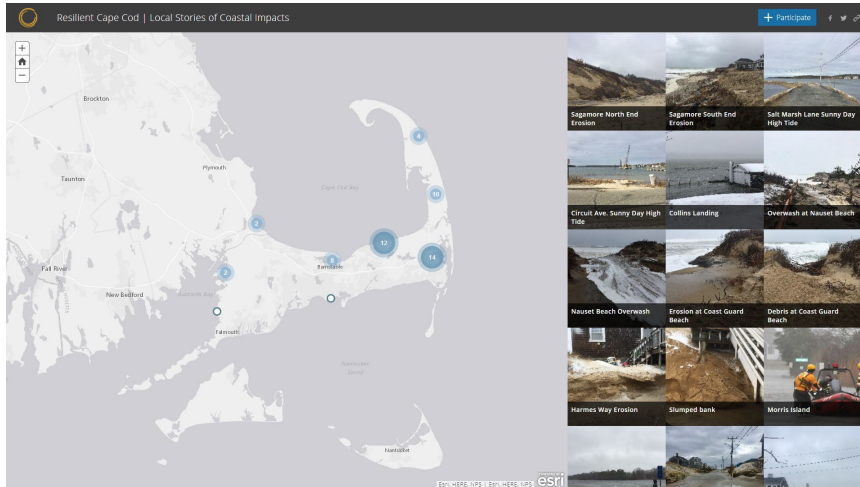 Resilient Cape Cod | Local Stories of Coastal Impacts
+ Participate
+
−
Brockton
Plymouth
Taunton
Cape Cod Bay
4
10
2
12
14
8
Barnstable
2
Fall River
New Bedford
Falmouth
Nantucket
Sound
Nantucket
Esri, HERE, NPS | Esri, HERE, NPS
esri
Sagamore North End
Erosion
Sagamore South End
Erosion
Salt Marsh Lane Sunny Day
High Tide
Circuit Ave. Sunny Day High
Tide
Collins Landing
Overwash at Nauset Beach
Nauset Beach Overwash
Erosion at Coast Guard
Beach
Debris at Coast Guard
Beach
Harmes Way Erosion
Slumped bank
Morris Island